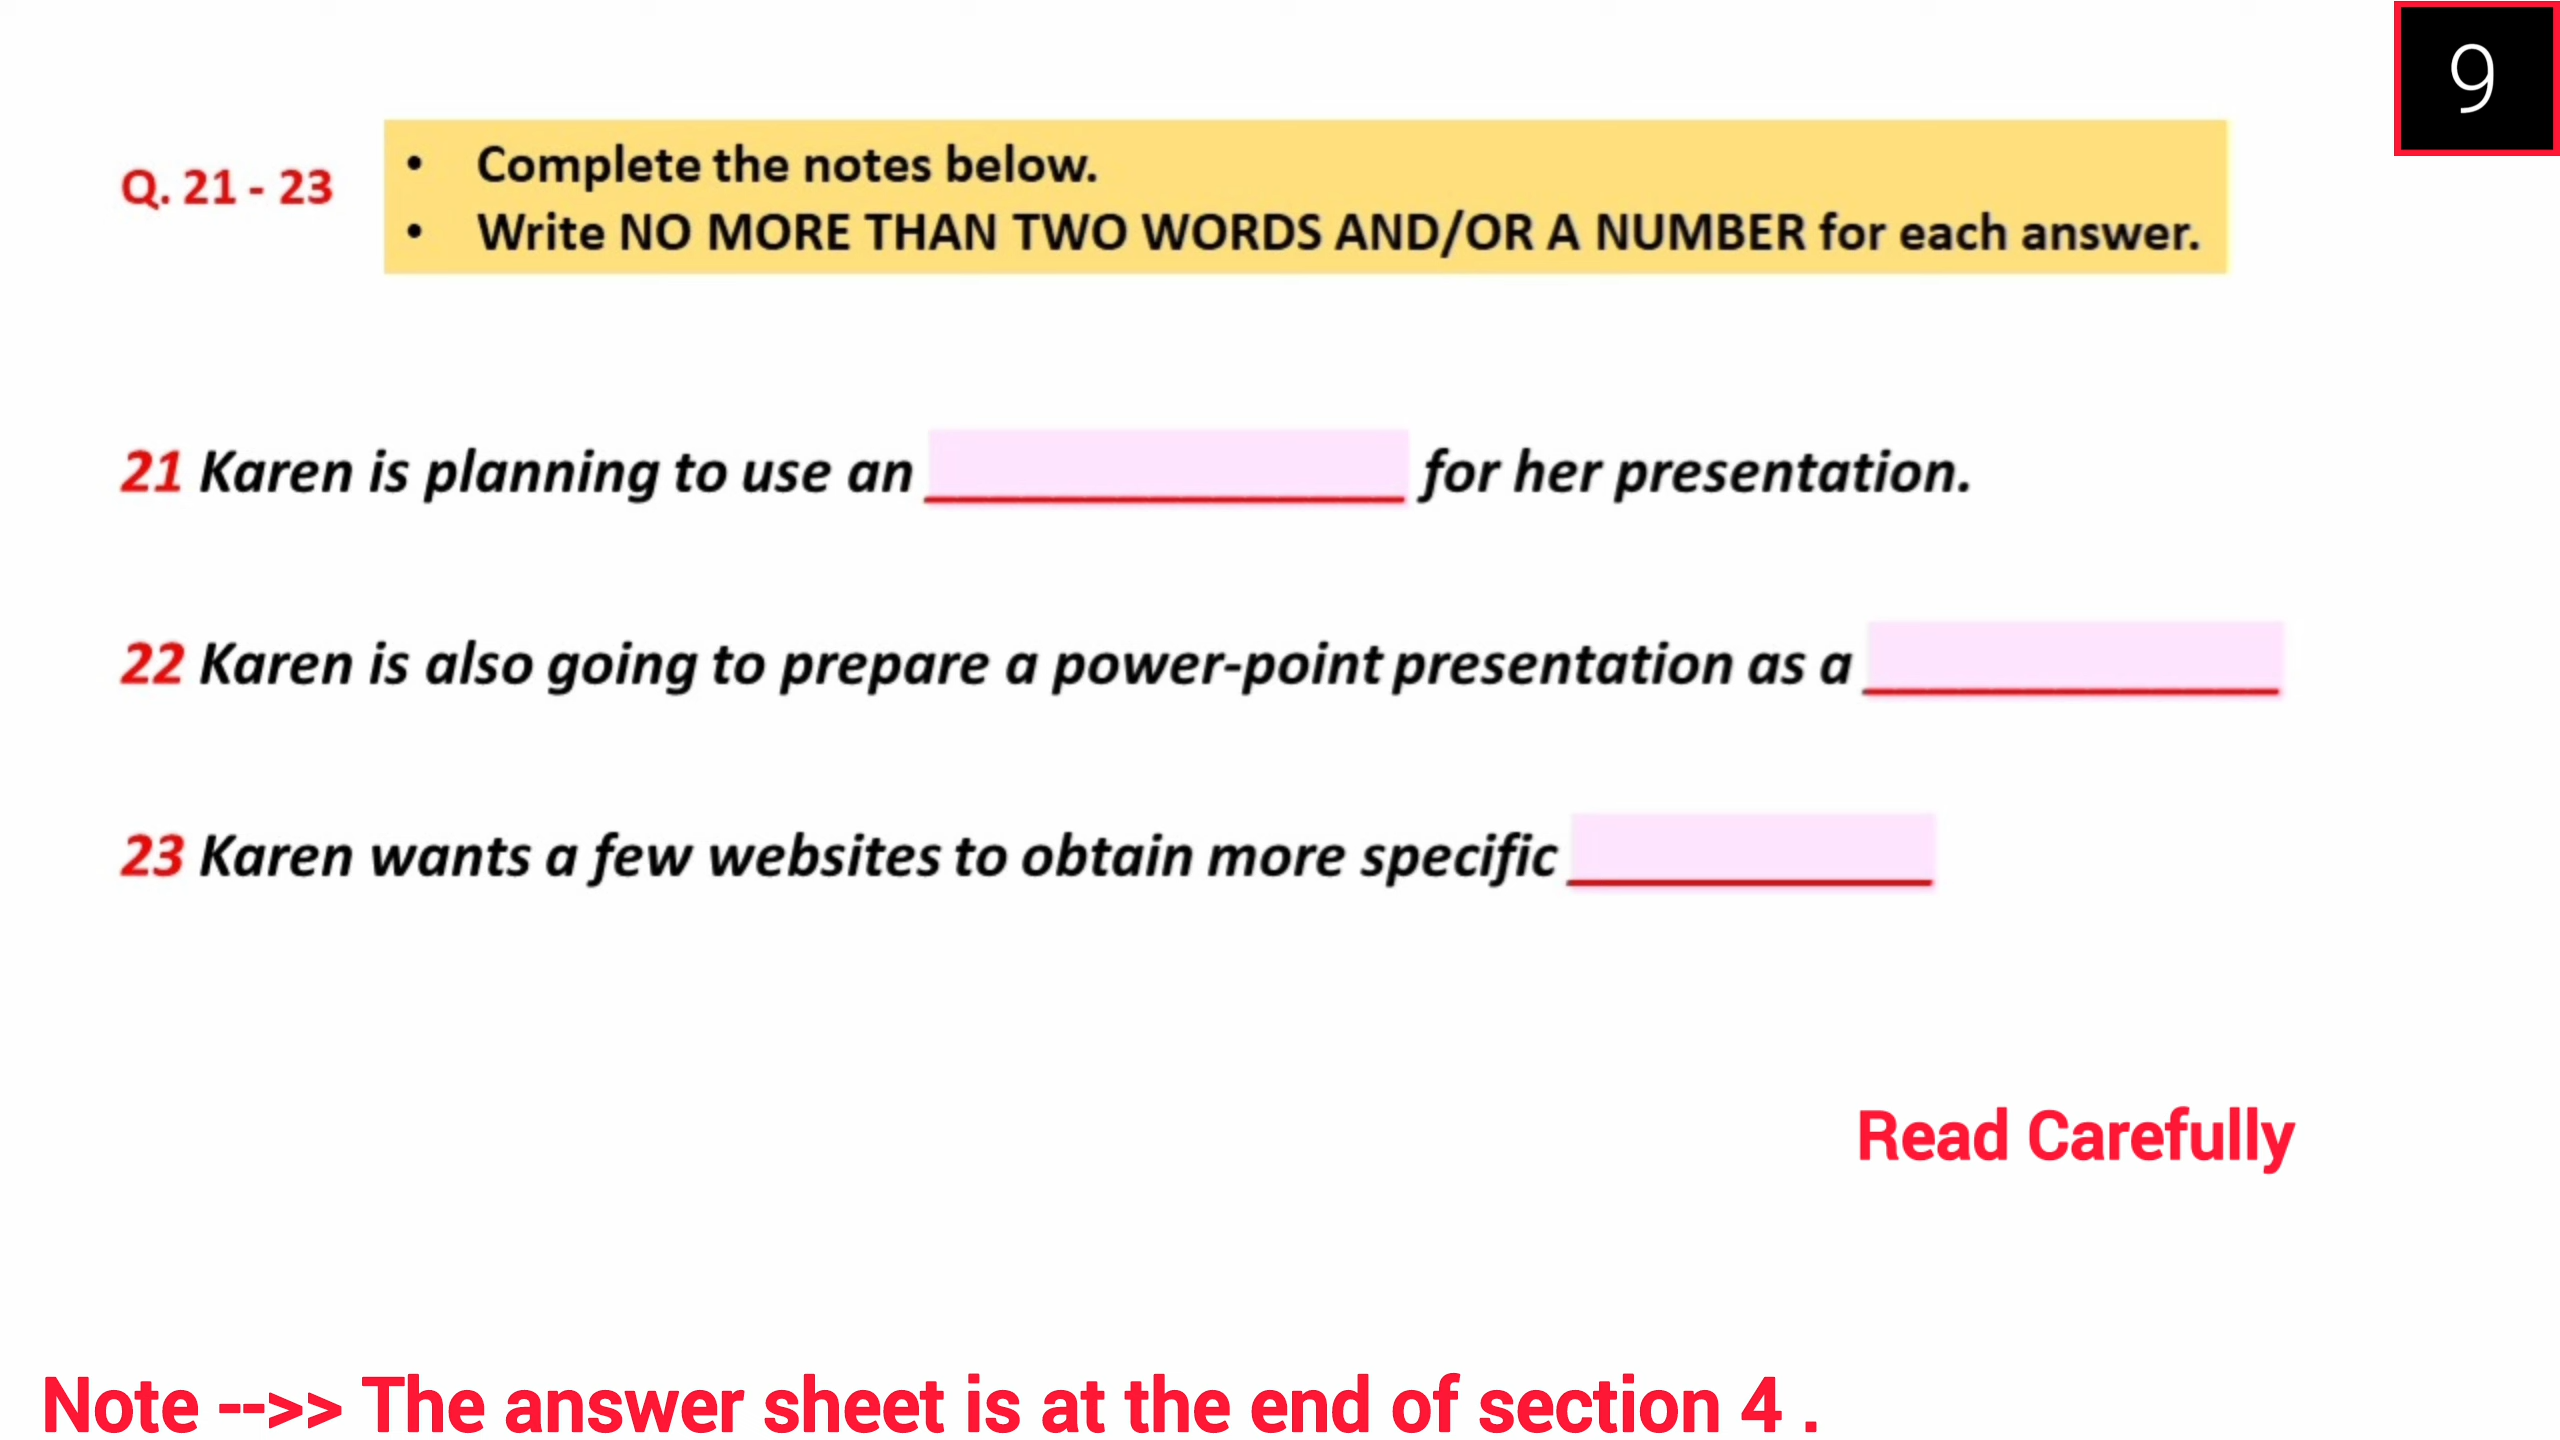 9
Q. 21 - 23
• Complete the notes below.
• Write NO MORE THAN TWO WORDS AND/OR A NUMBER for each answer.
21 Karen is planning to use an ____________ for her presentation.
22 Karen is also going to prepare a power-point presentation as a ____________
23 Karen wants a few websites to obtain more specific ____________
Read Carefully
Note -->> The answer sheet is at the end of section 4 .